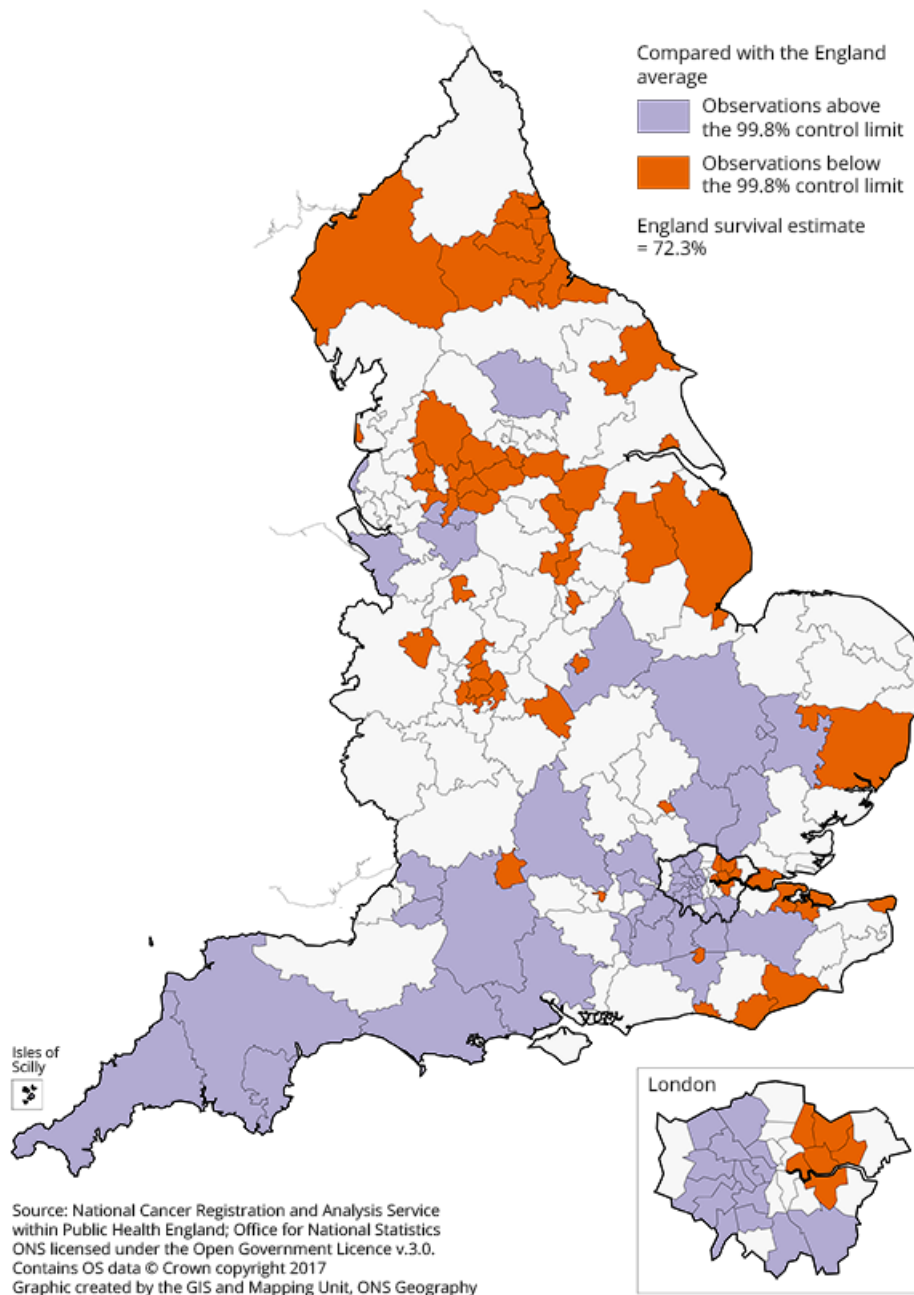 Compared with the England
average
Observations above
the 99.8% control limit
Observations below
the 99.8% control limit
England survival estimate
= 72.3%
Isles of
Scilly
London
Source: National Cancer Registration and Analysis Service
within Public Health England; Office for National Statistics
ONS licensed under the Open Government Licence v.3.0.
Contains OS data © Crown copyright 2017
Graphic created by the GIS and Mapping Unit, ONS Geography